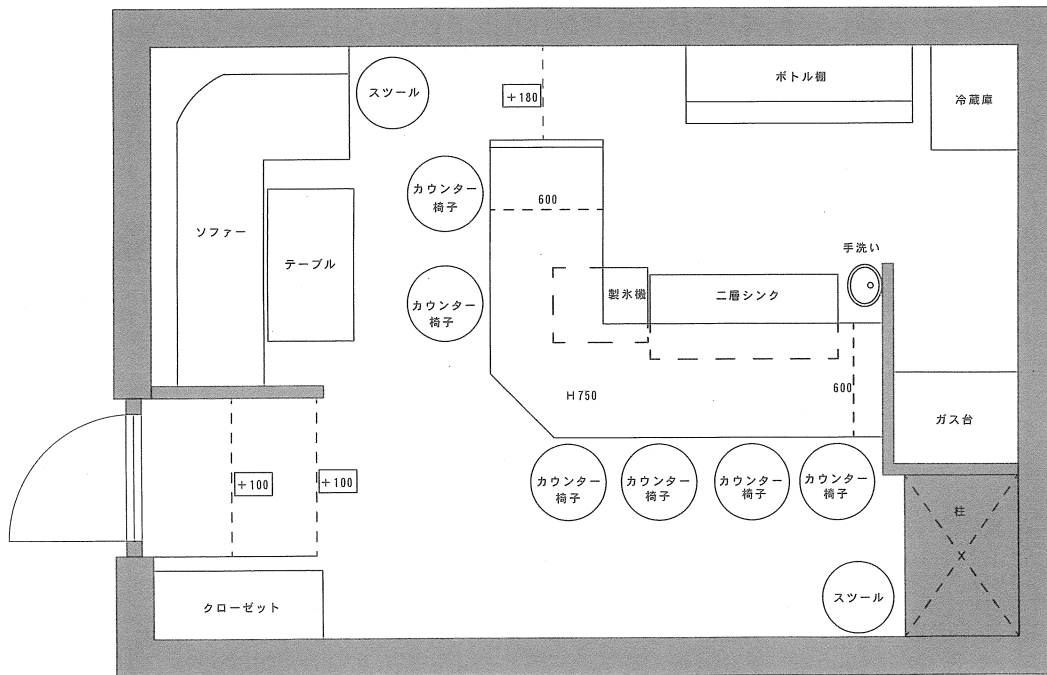 ボトル棚
冷蔵庫
スツール
+180
カウンター
椅子
600
ソファー
テーブル
手洗い
製氷機
二層シンク
カウンター
椅子
H750
600
ガス台
+100
+100
カウンター
椅子
カウンター
椅子
カウンター
椅子
カウンター
椅子
柱
X
クローゼット
スツール